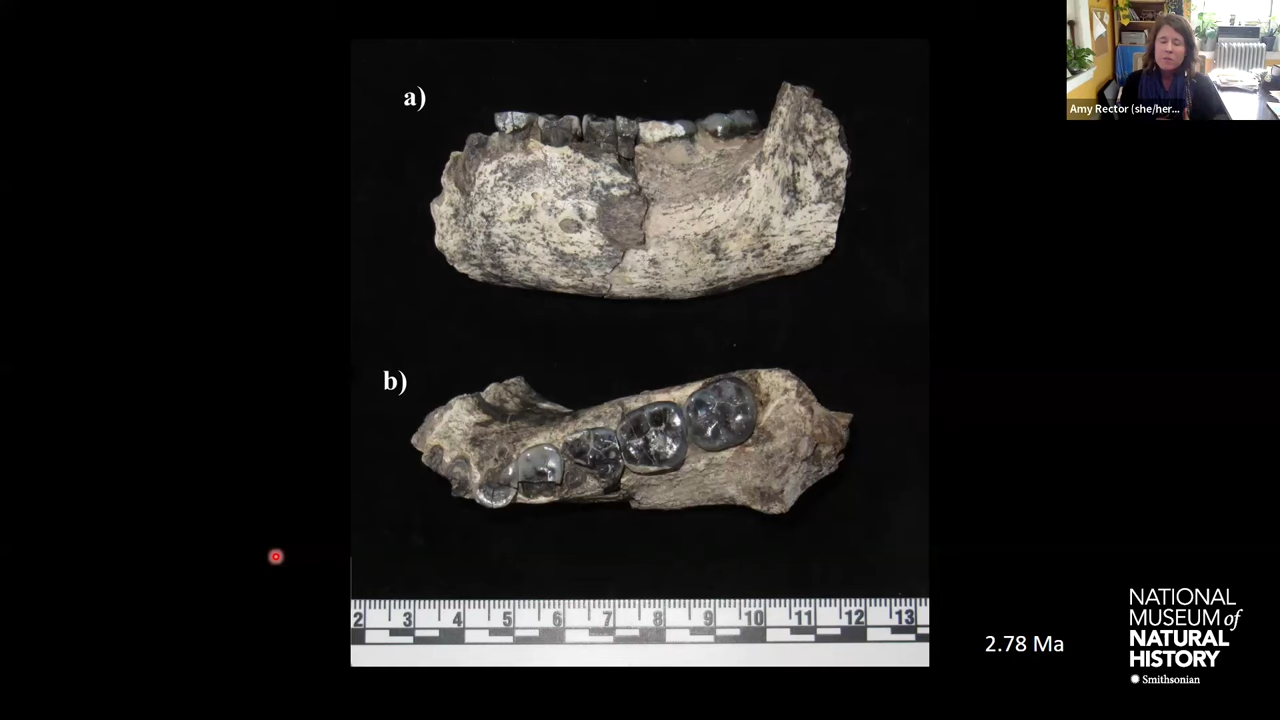 a)
Amy Rector (she/her...
b)
2 3 4 5 6 7 8 9 10 11 12 13
2.78 Ma
NATIONAL
MUSEUM of
NATURAL
HISTORY
Smithsonian